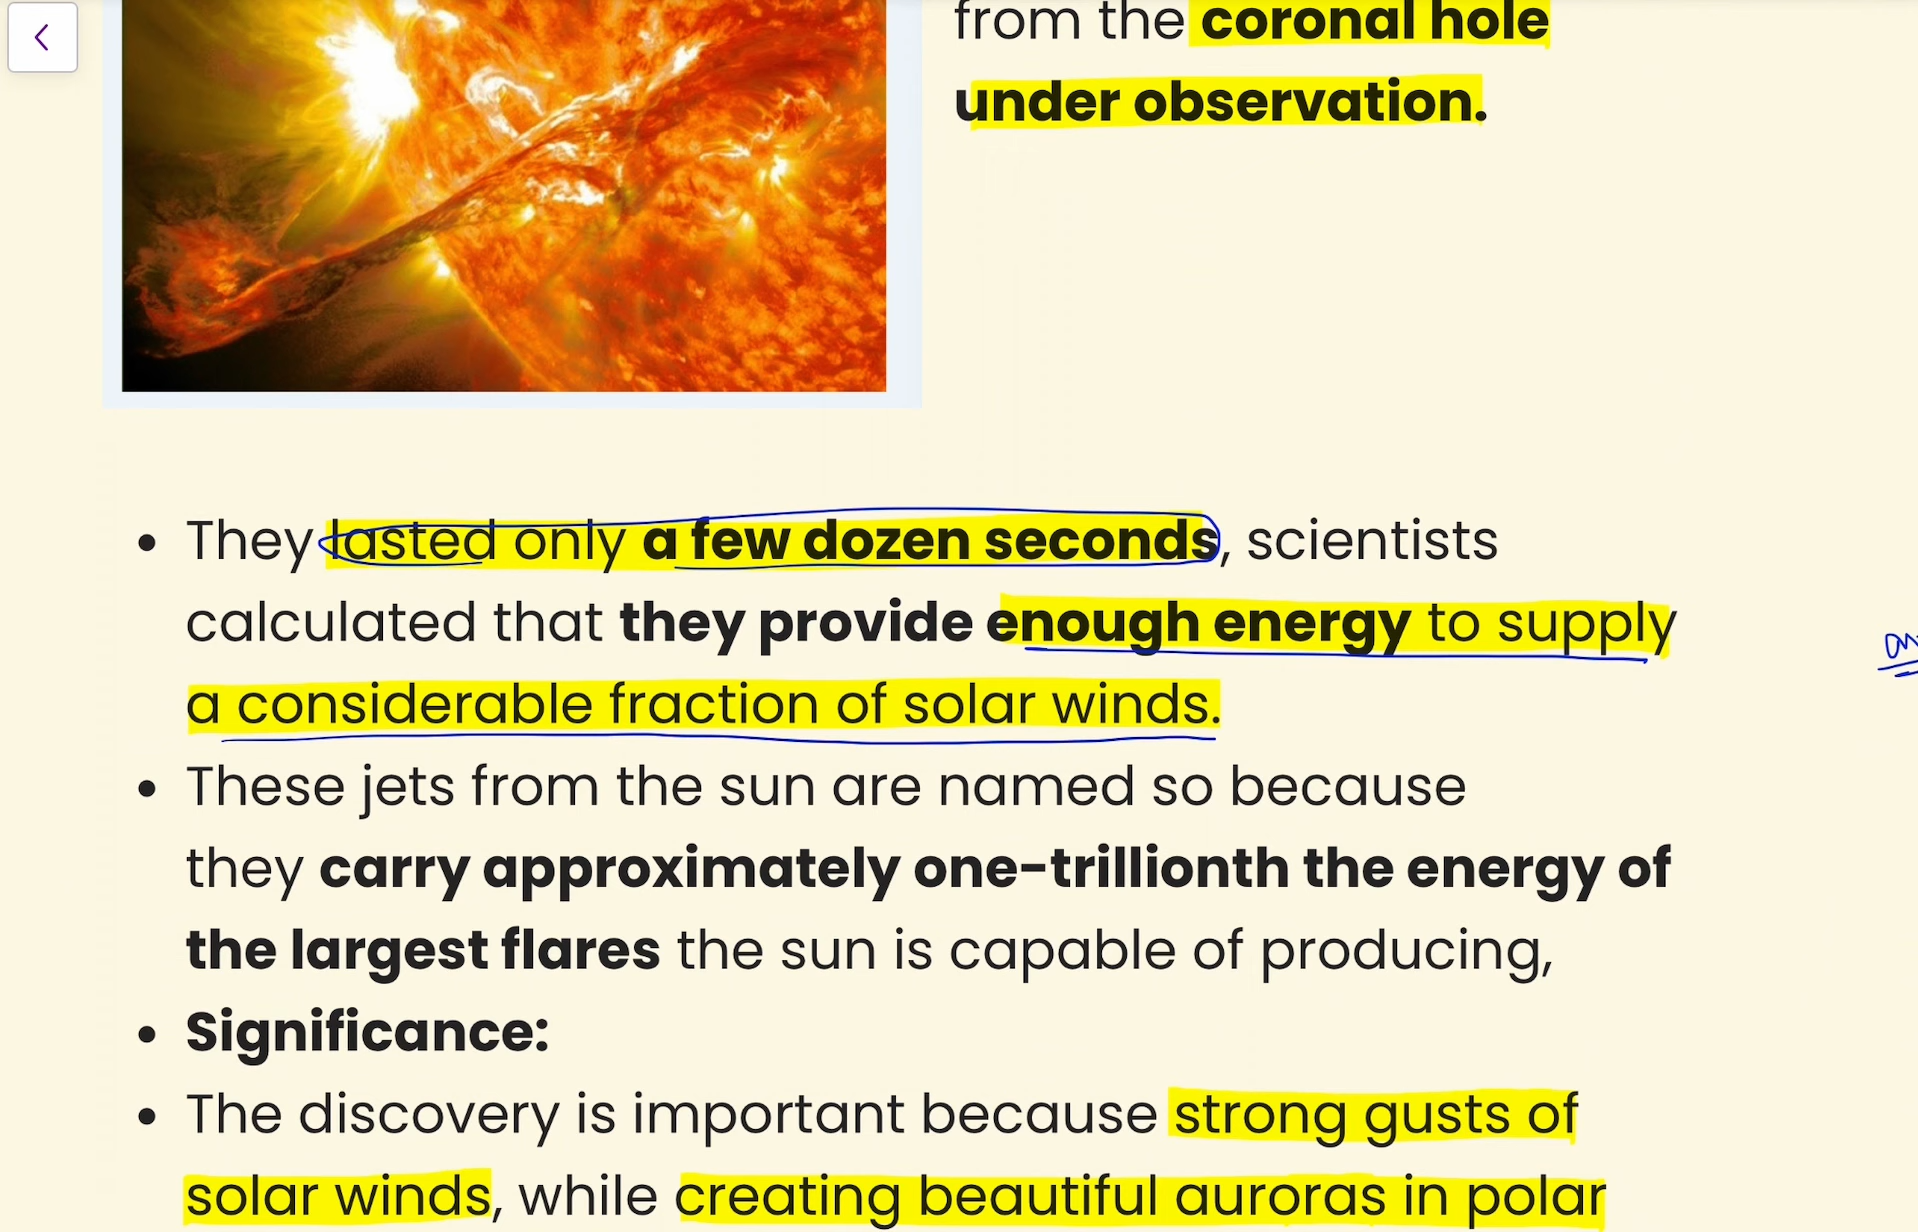 from the coronal hole
under observation.
• They lasted only a few dozen seconds, scientists
calculated that they provide enough energy to supply
a considerable fraction of solar winds.
• These jets from the sun are named so because
they carry approximately one-trillionth the energy of
the largest flares the sun is capable of producing,
• Significance:
• The discovery is important because strong gusts of
solar winds, while creating beautiful auroras in polar